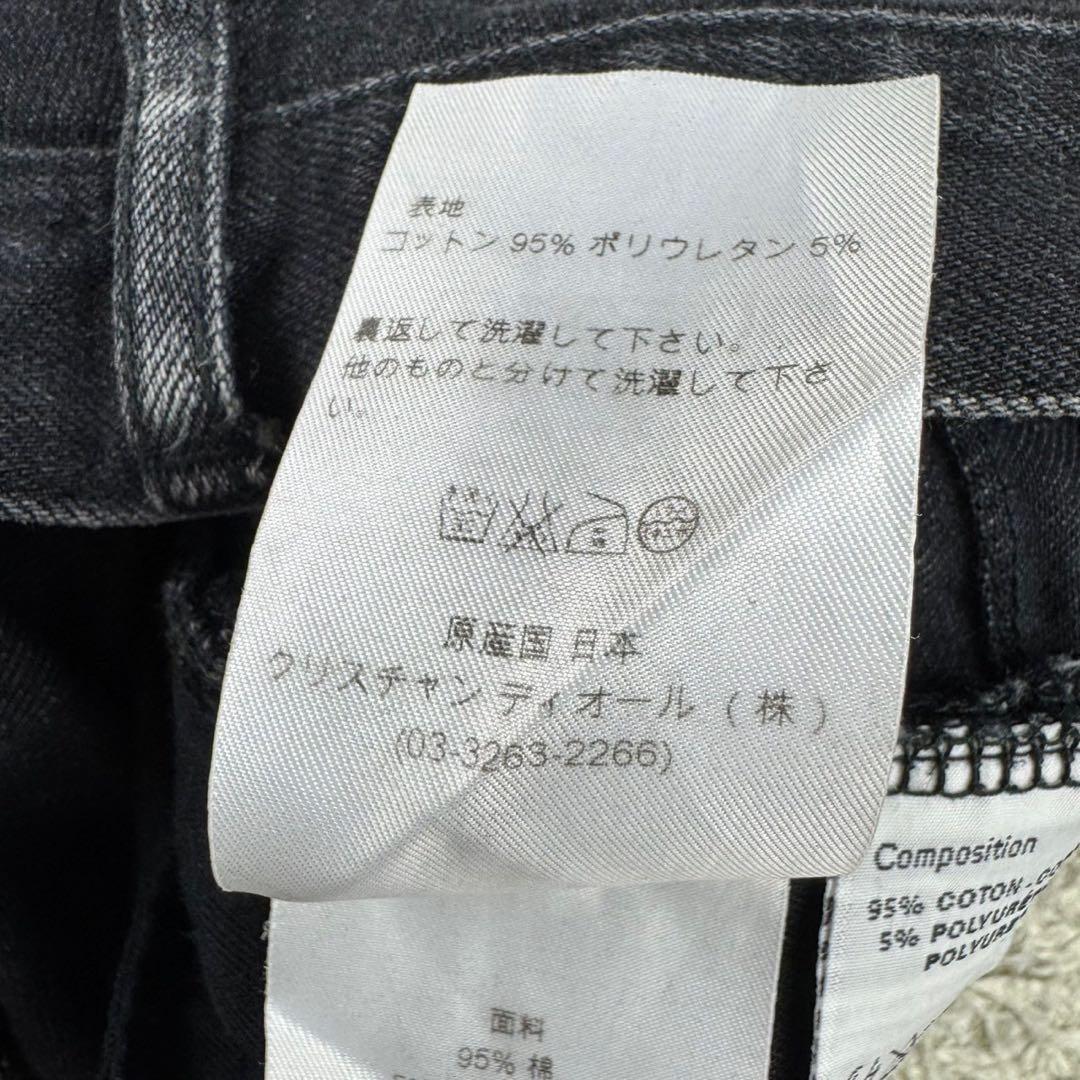 表地
コットン 95% ポリウレタン 5%
裏返して洗濯して下さい。
他のものと分けて洗濯して下さ
い。
原産国 日本
クリスチャン ディオール (株)
(03-3263-2266)
Composition
95% COTON -
5%
面料
95% 棉